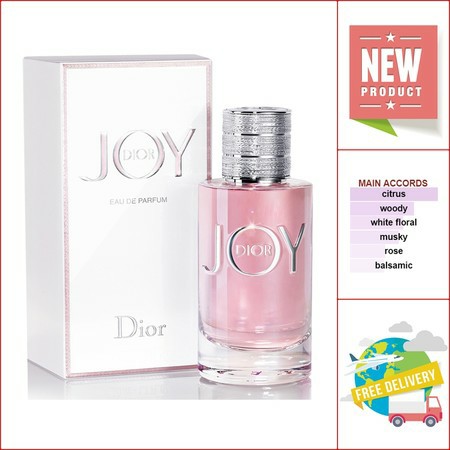 JOY
DIOR
EAU DE PARFUM
Dior
JOY
DIOR
NEW
PRODUCT
MAIN ACCORDS
citrus
woody
white floral
musky
rose
balsamic
FREE DELIVERY